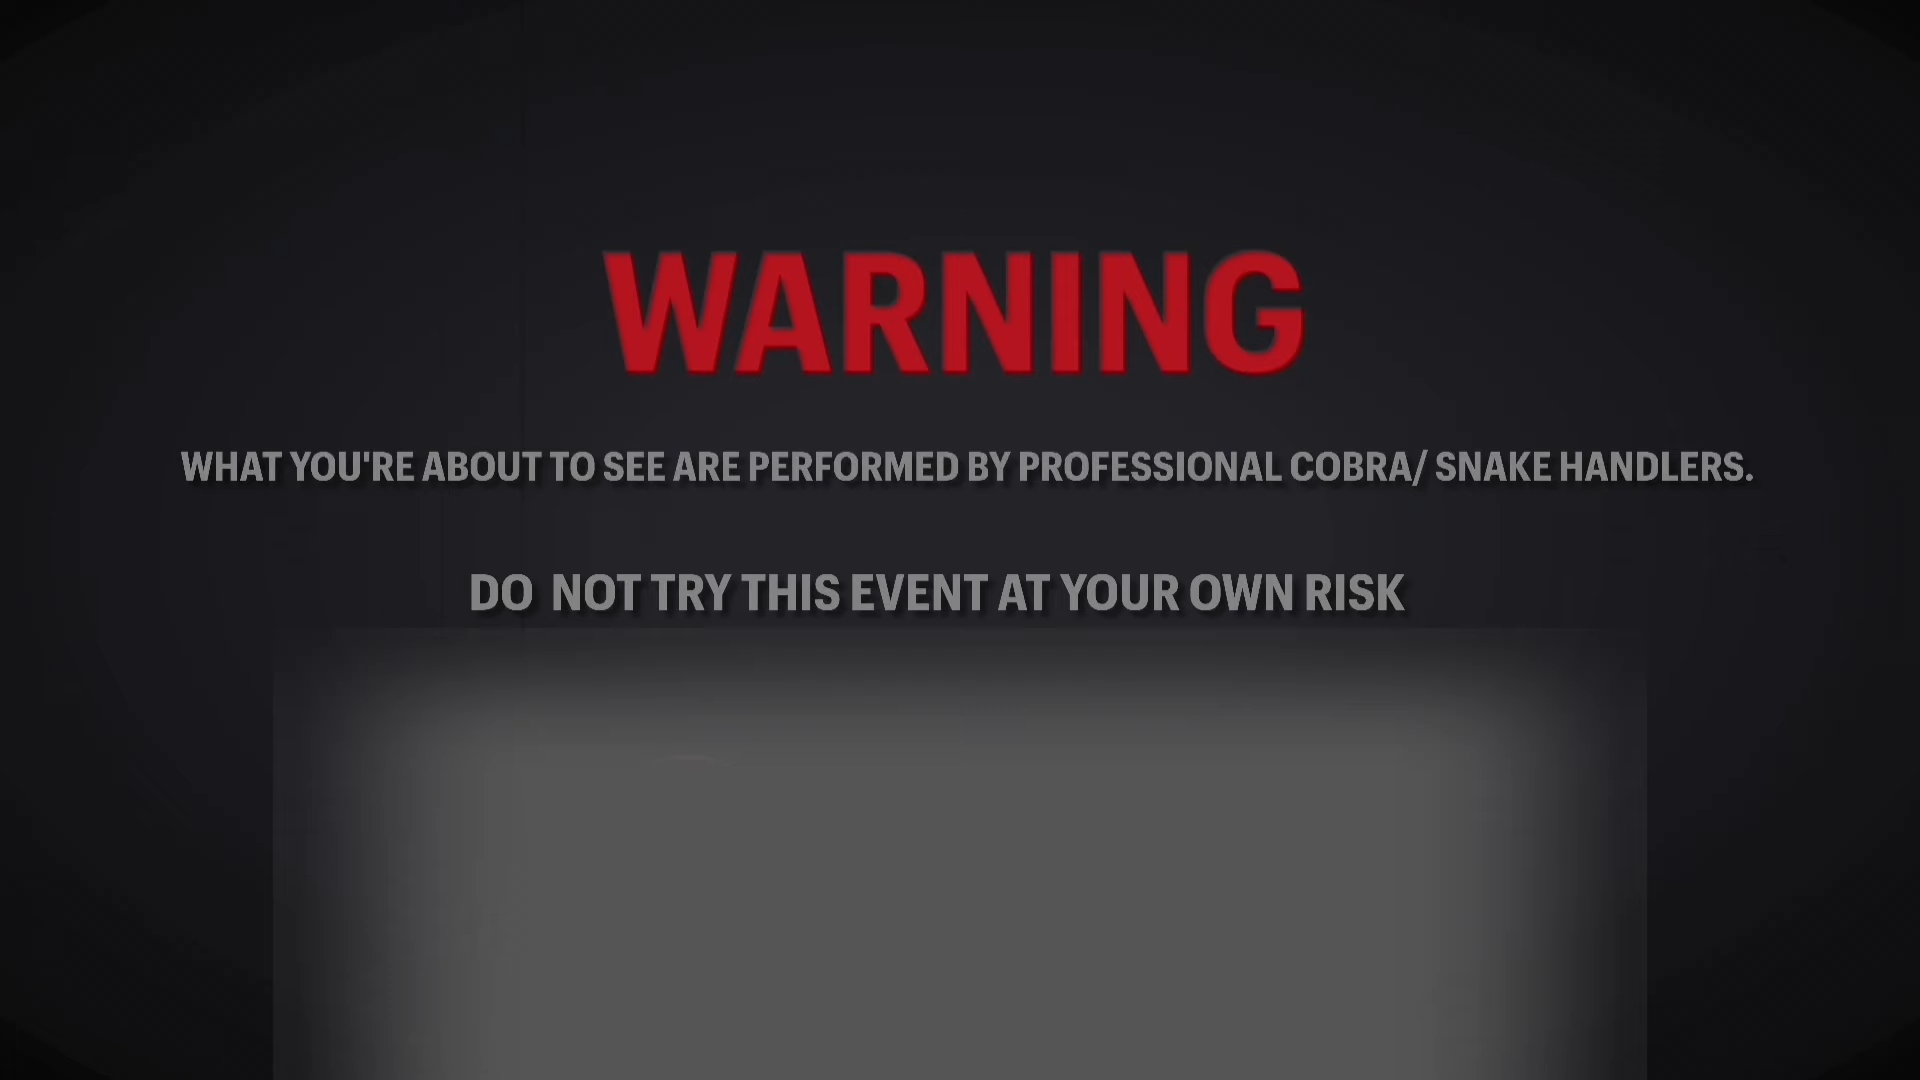 WARNING
WHAT YOU'RE ABOUT TO SEE ARE PERFORMED BY PROFESSIONAL COBRA/ SNAKE HANDLERS.
DO NOT TRY THIS EVENT AT YOUR OWN RISK